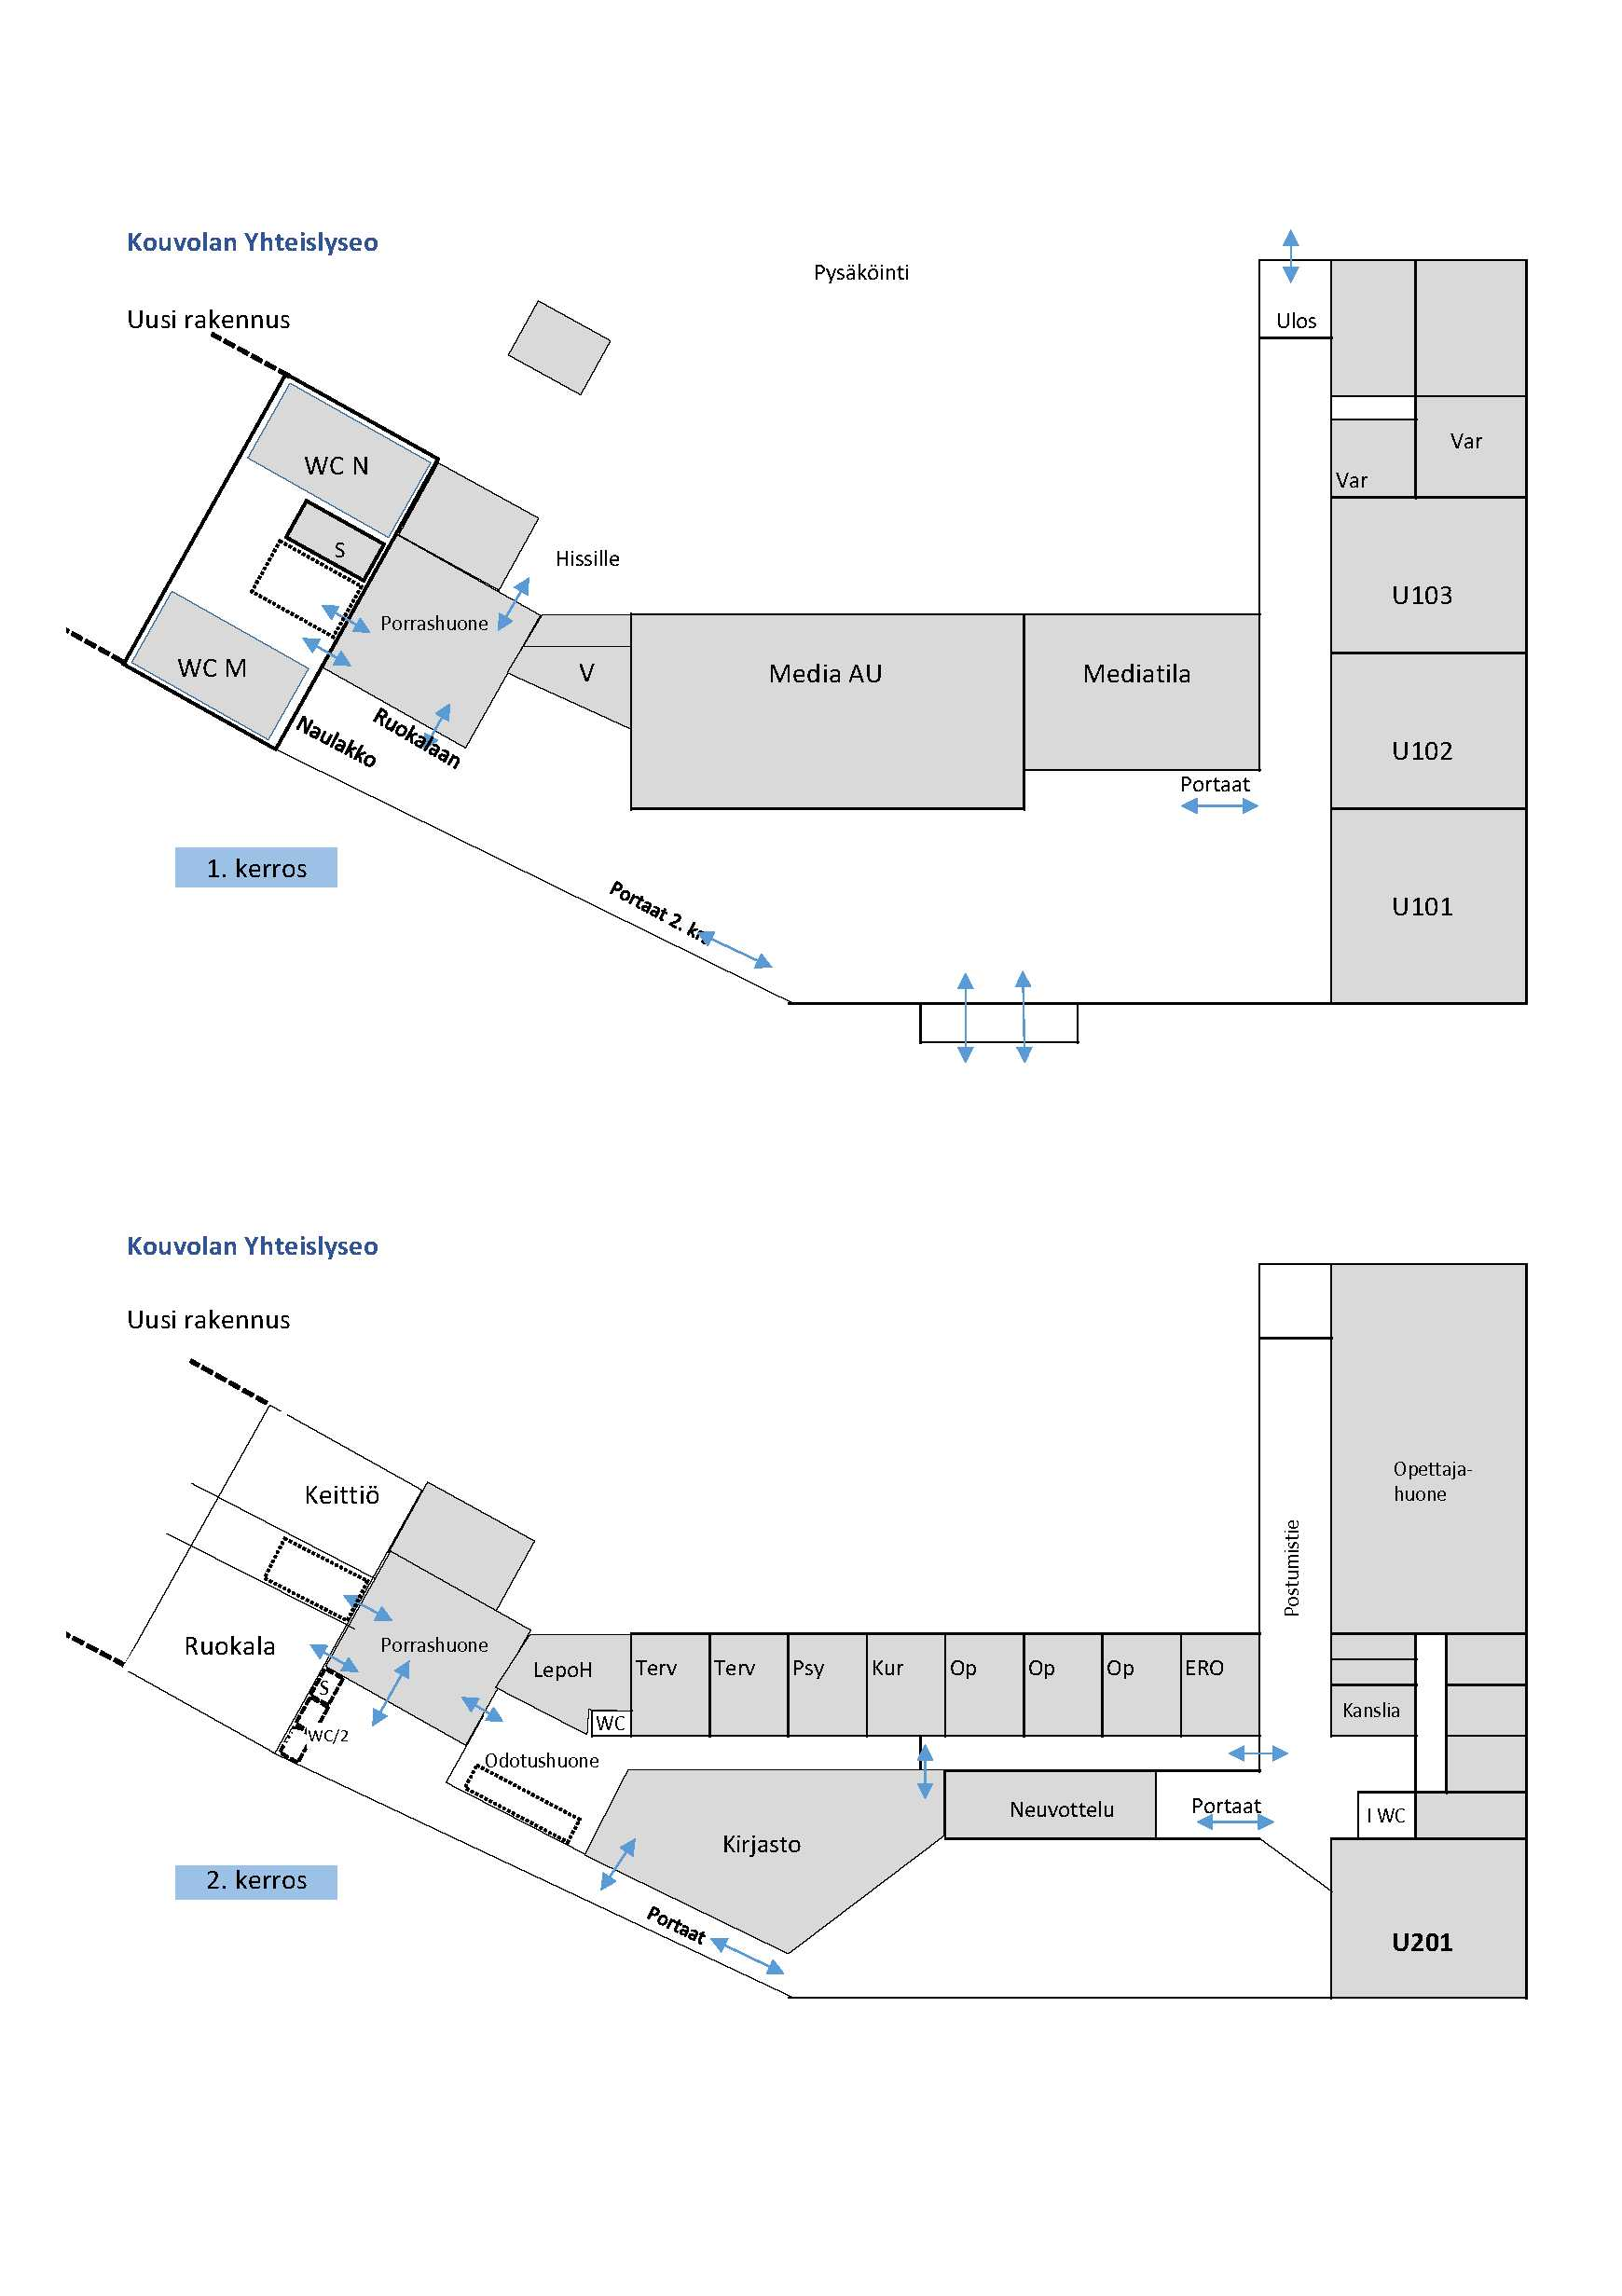 Kouvolan Yhteislyseo
Pysäköinti
Uusi rakennus
Ulos
WC N
Var
Var
S
Hissille
Porrashuone
U103
WC M
V
Media AU
Mediatila
Naulakko
Ruokalaan
U102
Portaat
1. kerros
Portaat 2. krs
U101
Kouvolan Yhteislyseo
Uusi rakennus
Opettaja-
huone
Keittiö
Postumistie
Ruokala
Porrashuone
LepoH
Terv
Terv
Psy
Kur
Op
Op
Op
ERO
S
WC
Kanslia
WC/2
Odotushuone
Neuvottelu
Portaat
I WC
Kirjasto
2. kerros
Portaat
U201